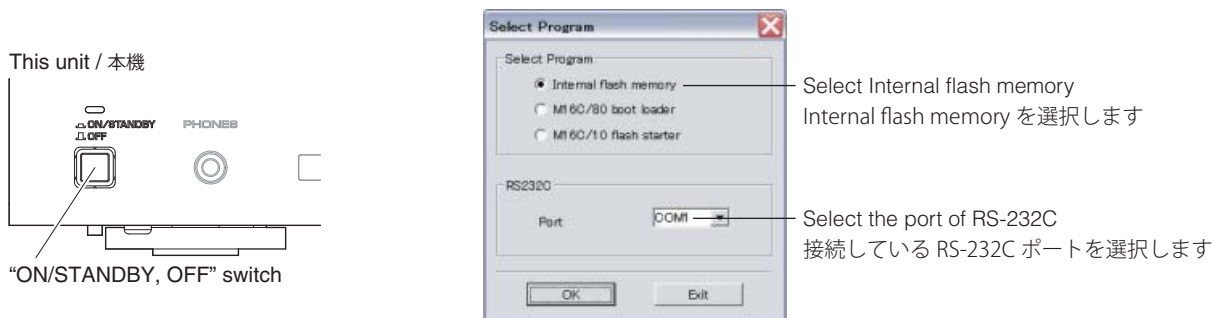 This unit / 本機
ON/STANDBY
OFF
PHONES
“ON/STANDBY, OFF” switch
Select Program
Select Program
Internal flash memory
M16C/80 boot loader
M16C/10 flash starter
RS232C
Port
COM1
OK
Exit
Select Internal flash memory
Internal flash memory を選択します
Select the port of RS-232C
接続している RS-232C ポートを選択します